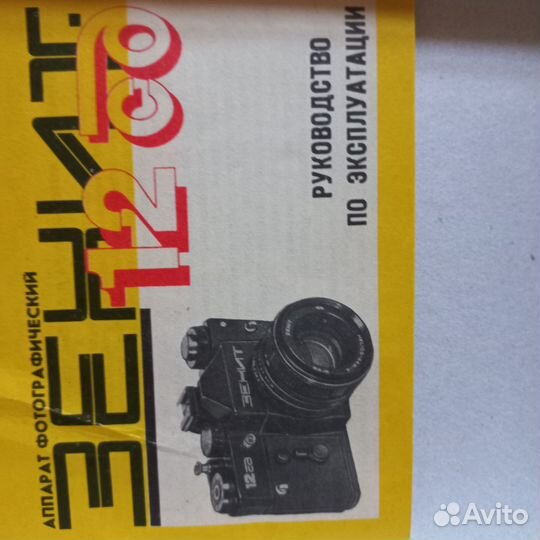 АППАРАТ ФОТОГРАФИЧЕСКИЙ
ЗЕНИТ
12сд
ЗЕНИТ
12сд
РУКОВОДСТВО
ПО ЭКСПЛУАТАЦИИ
Avito